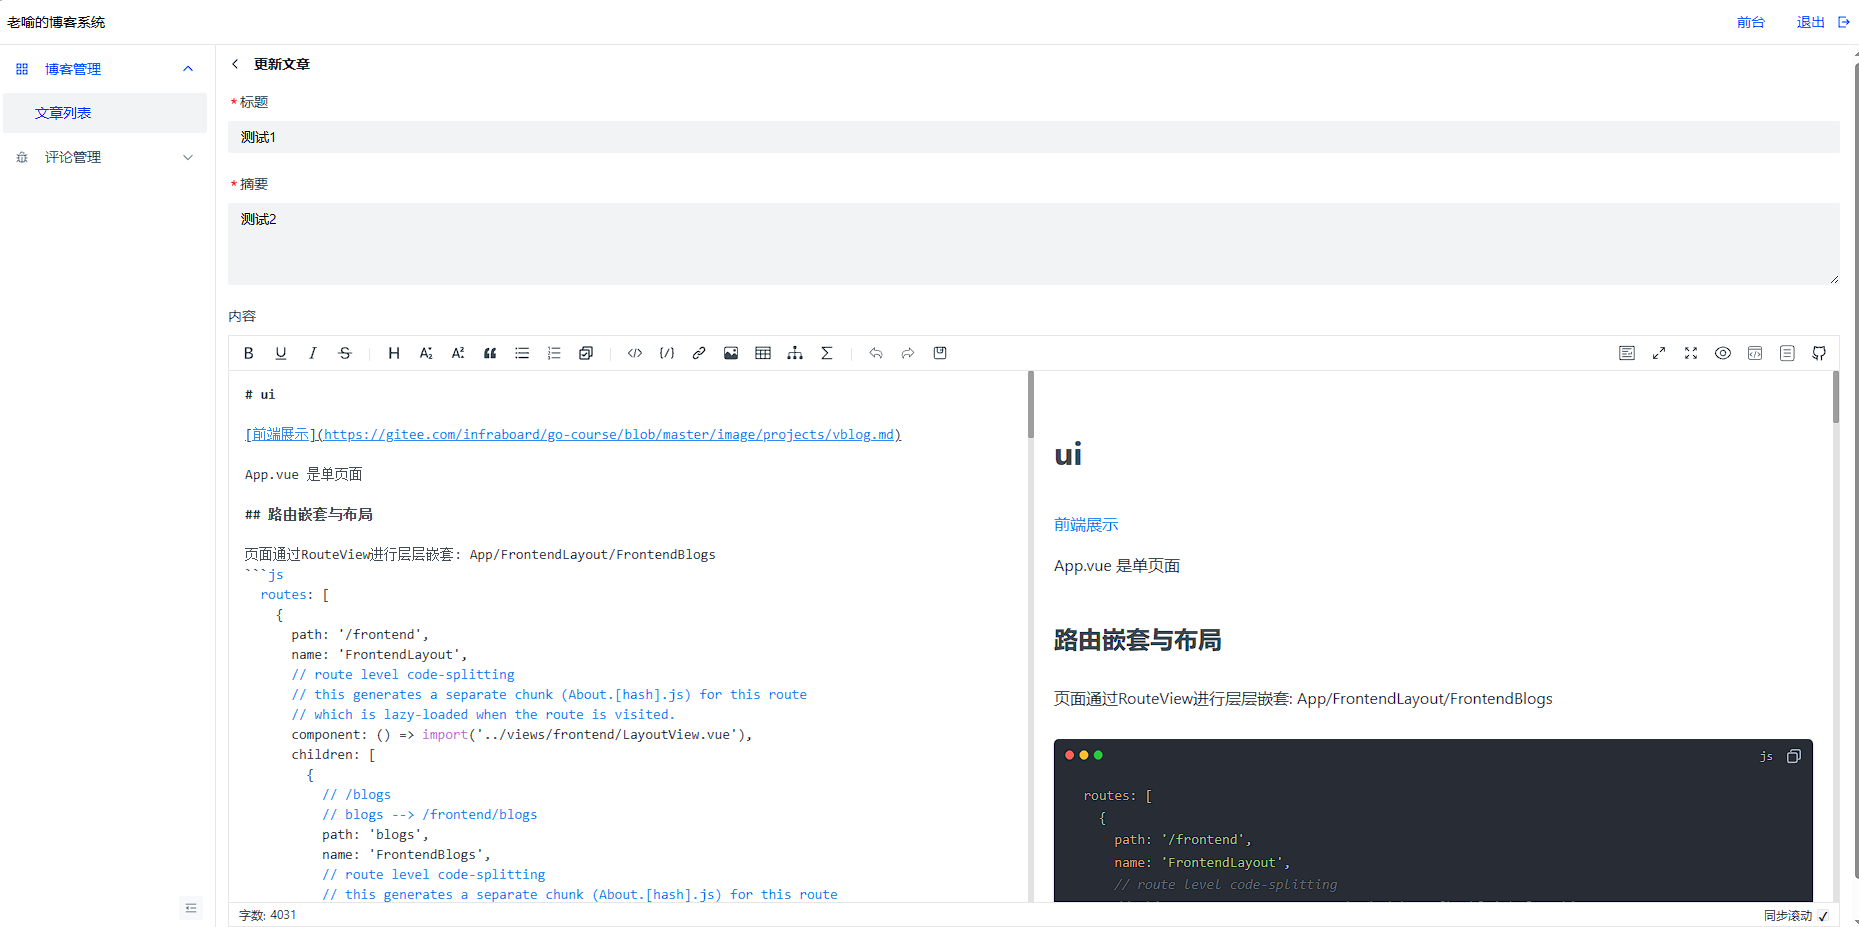 老喻的博客系统
前台
退出
博客管理
文章列表
评论管理
更新文章
*标题
测试1
*摘要
测试2
内容
# ui
[前端展示](https://gitee.com/infraboard/go-course/blob/master/image/projects/vblog.md)
App.vue 是单页面
## 路由嵌套与布局
页面通过RouteView进行层层嵌套: App/FrontendLayout/FrontendBlogs
```js
routes: [
{
path: '/frontend',
name: 'FrontendLayout',
// route level code-splitting
// this generates a separate chunk (About.[hash].js) for this route
// which is lazy-loaded when the route is visited.
component: () => import('../views/frontend/LayoutView.vue'),
children: [
{
// /blogs
// blogs --> /frontend/blogs
path: 'blogs',
name: 'FrontendBlogs',
// route level code-splitting
// this generates a separate chunk (About.[hash].js) for this route
ui
前端展示
App.vue 是单页面
路由嵌套与布局
页面通过RouteView进行层层嵌套: App/FrontendLayout/FrontendBlogs
js
routes: [
{
path: '/frontend',
name: 'FrontendLayout',
// route level code-splitting
字数: 4031
同步滚动